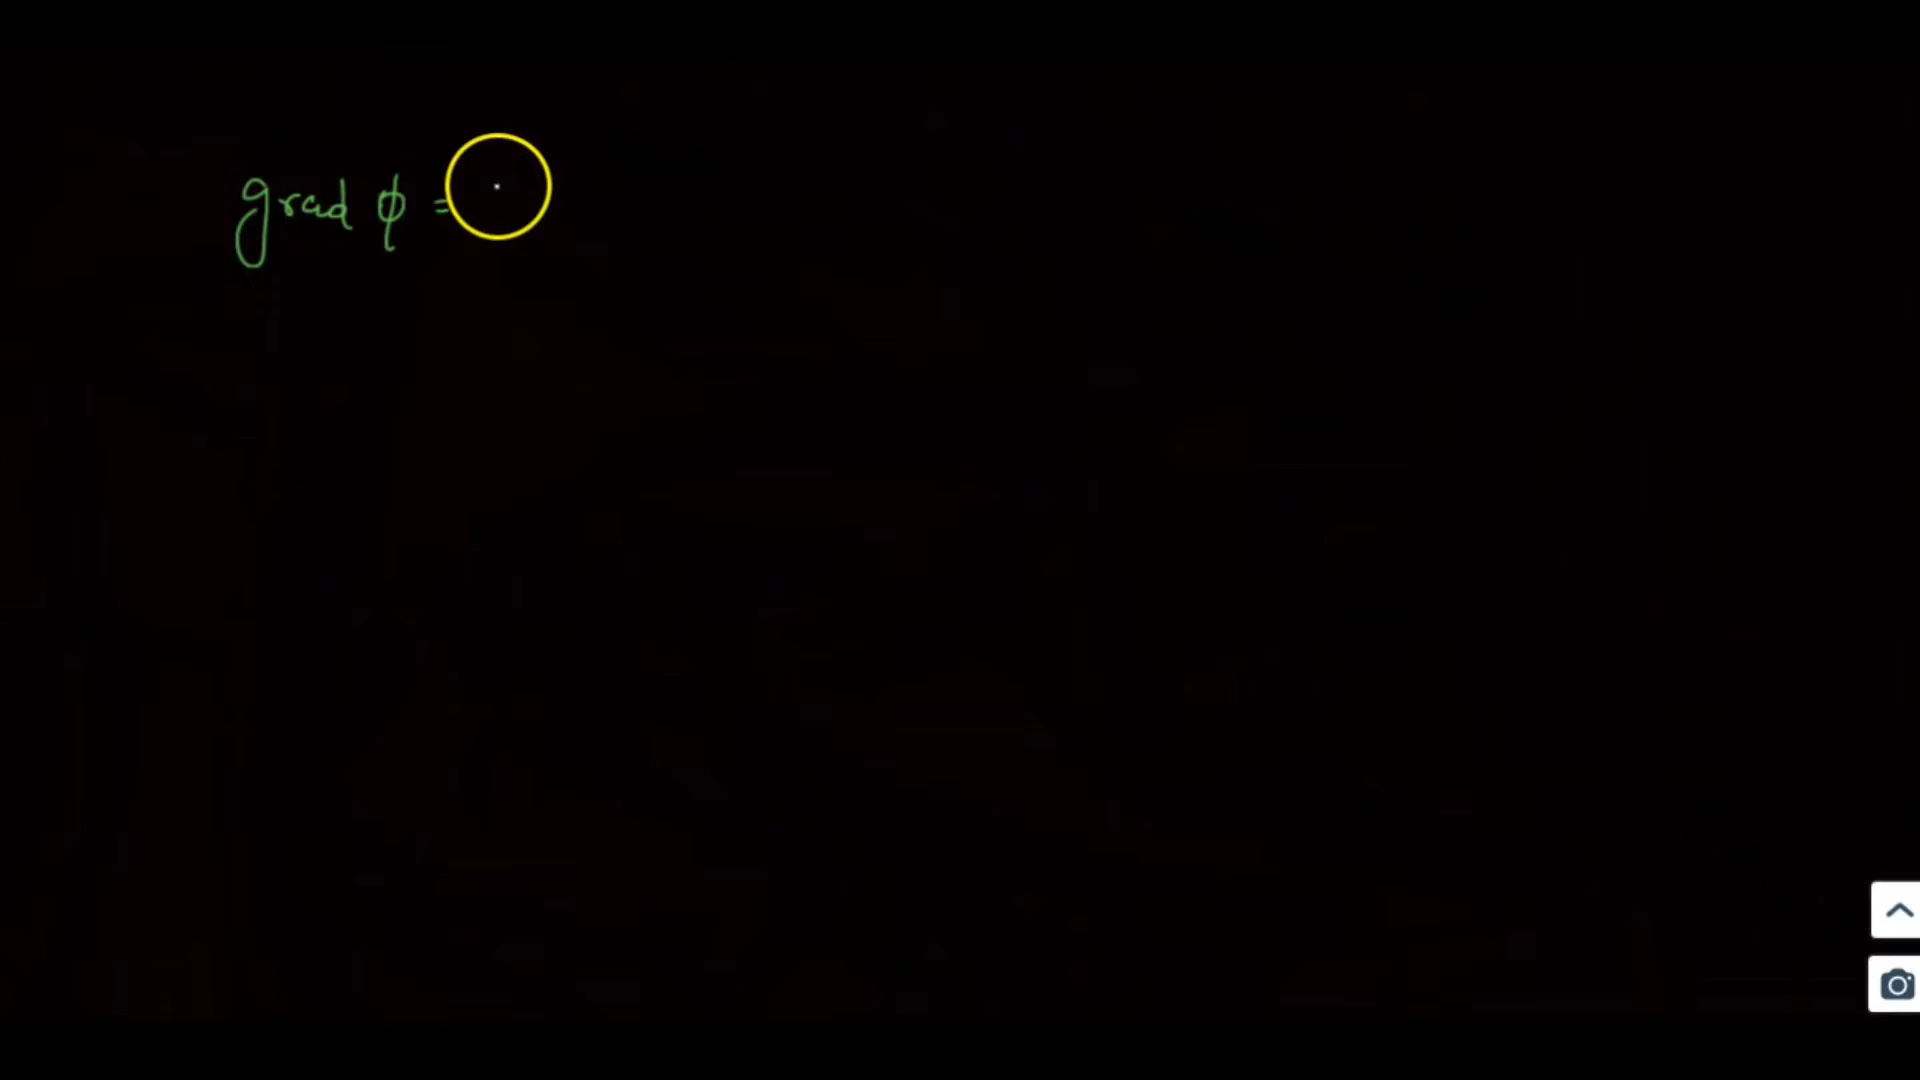 grad ϕ =